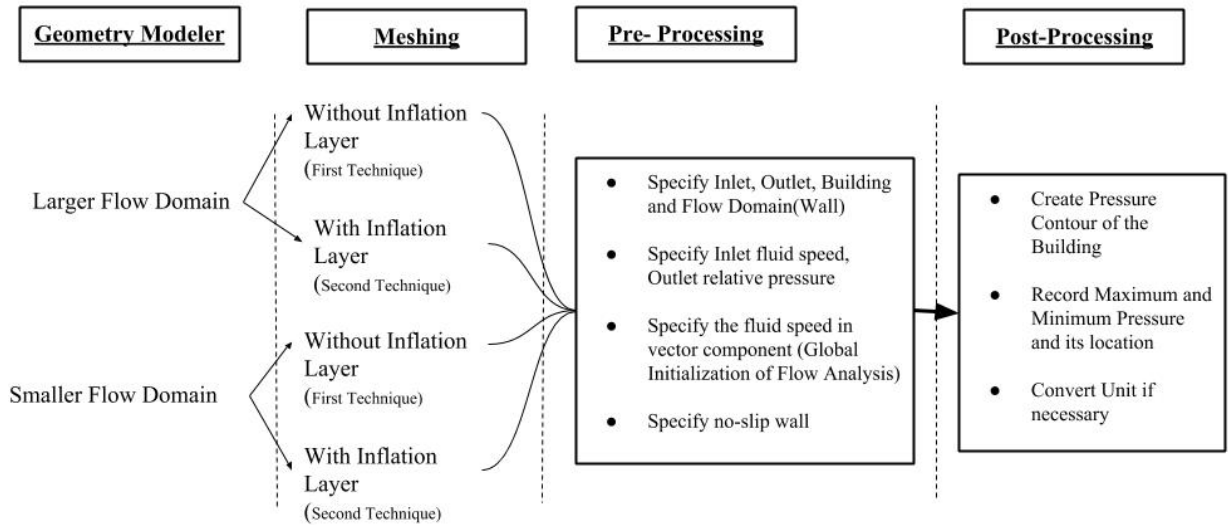 Geometry Modeler
Meshing
Pre- Processing
Post-Processing
Larger Flow Domain
Smaller Flow Domain
Without Inflation
Layer
(First Technique)
With Inflation
Layer
(Second Technique)
Without Inflation
Layer
(First Technique)
With Inflation
Layer
(Second Technique)
● Specify Inlet, Outlet, Building
and Flow Domain(Wall)
● Specify Inlet fluid speed,
Outlet relative pressure
● Specify the fluid speed in
vector component (Global
Initialization of Flow Analysis)
● Specify no-slip wall
● Create Pressure
Contour of the
Building
● Record Maximum and
Minimum Pressure
and its location
● Convert Unit if
necessary